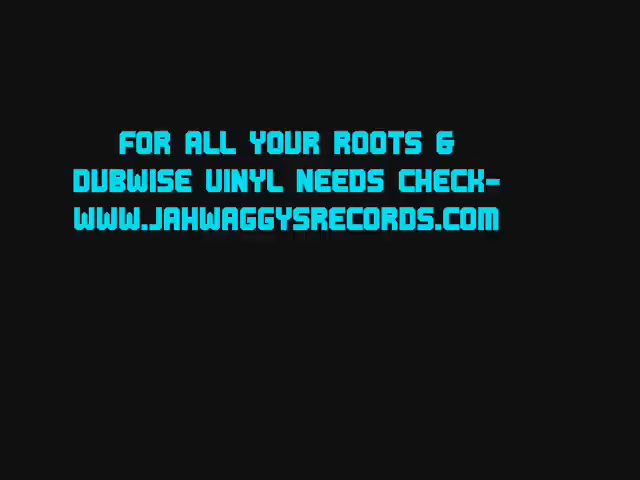 FOR ALL YOUR ROOTS &
DUBWISE VINYL NEEDS CHECK-
WWW.JAHWAGGYSRECORDS.COM